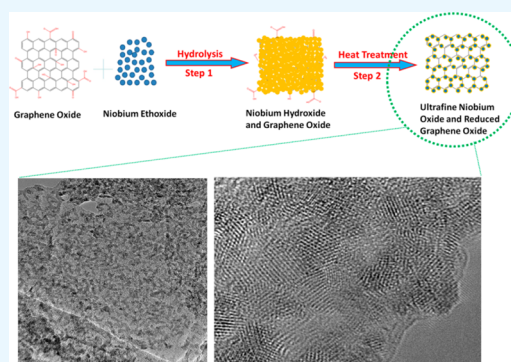 Hydrolysis
Step 1
Heat Treatment
Step 2
Graphene Oxide
Niobium Ethoxide
Niobium Hydroxide
and Graphene Oxide
Ultrafine Niobium
Oxide and Reduced
Graphene Oxide